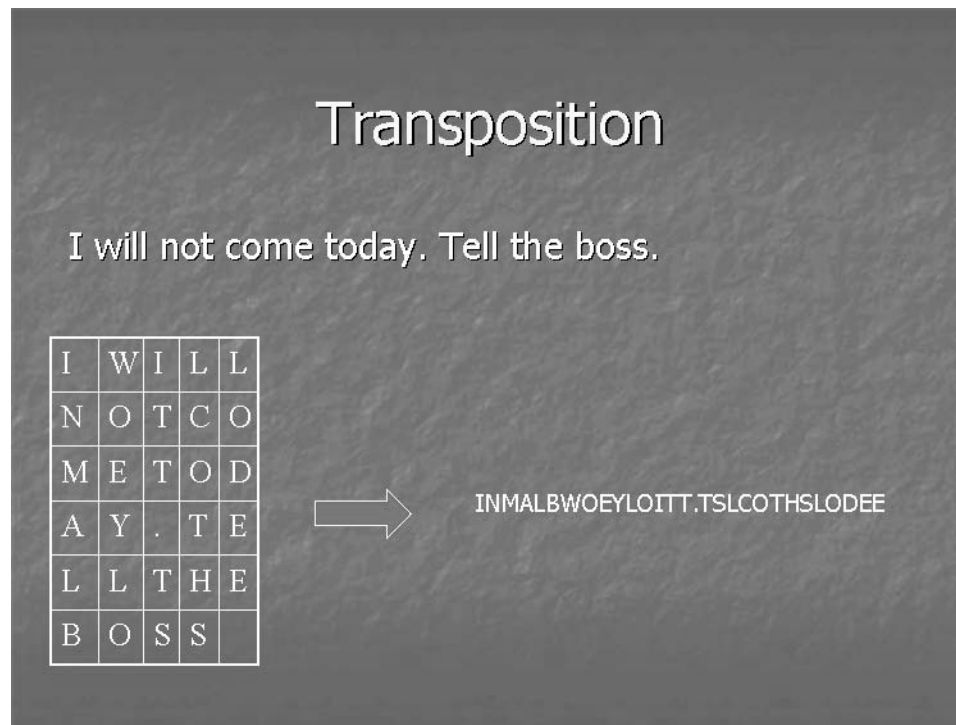 Transposition
I will not come today. Tell the boss.
I W I L L
N O T C O
M E T O D
A Y . T E
L L T H E
B O S S
INMALBWOEYLOITT.TSLCOTHSLODEE